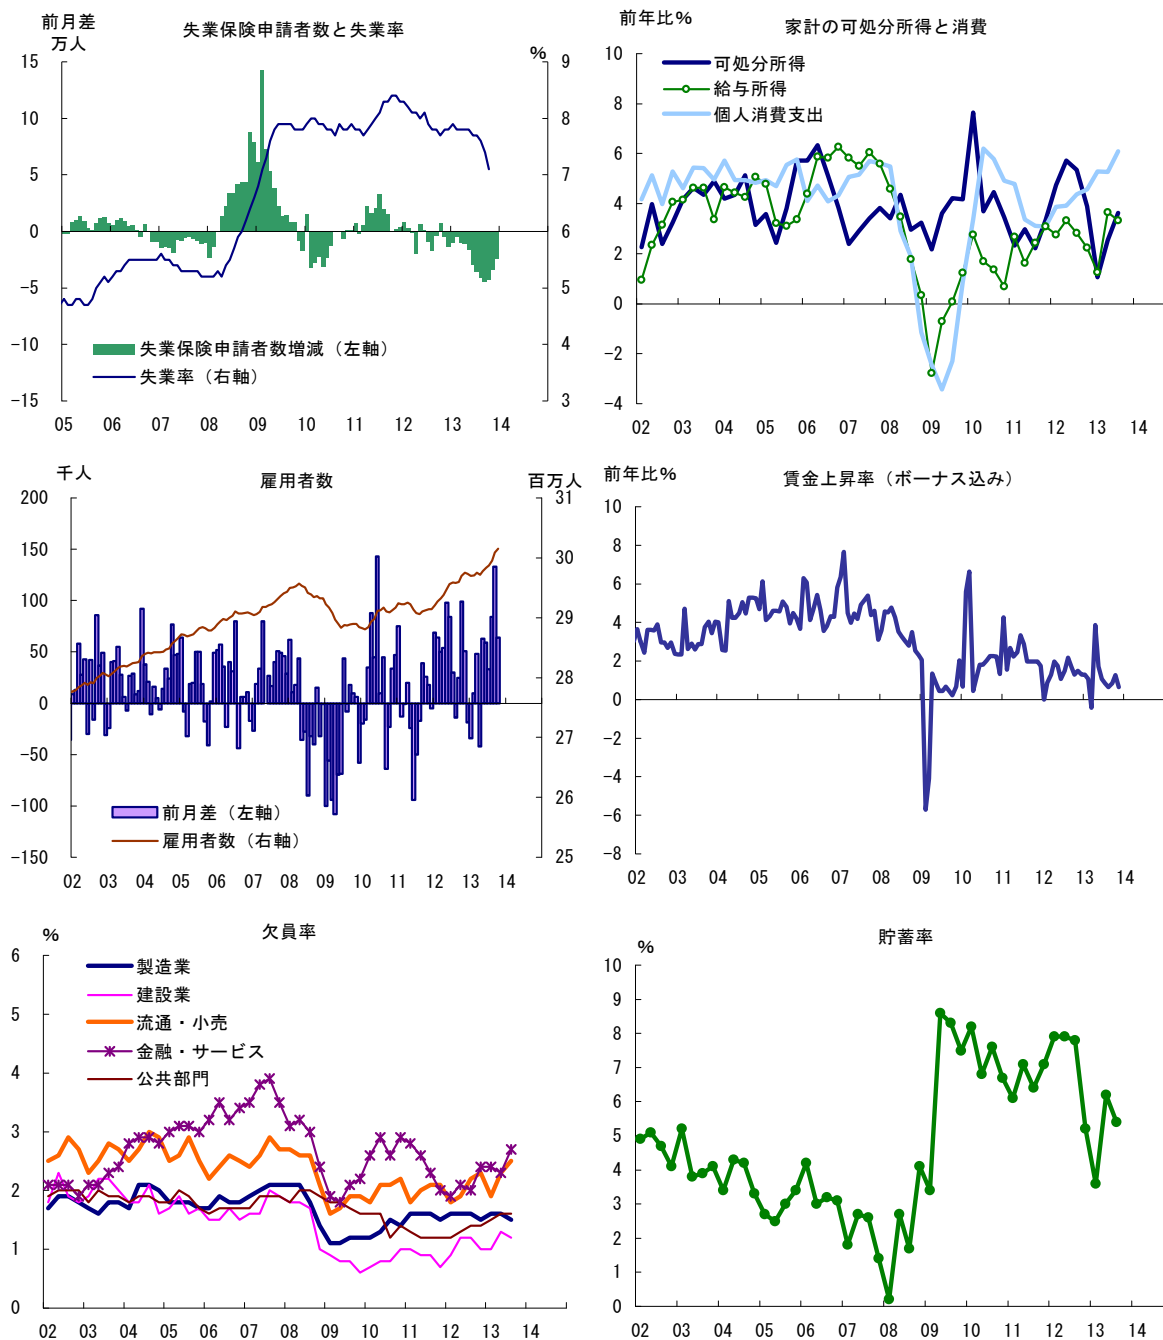 失業保険申請者数と失業率
前月差
万人
%
15
10
5
0
-5
-10
-15
9
8
7
6
5
4
3
失業保険申請者数増減（左軸）
失業率（右軸）
05 06 07 08 09 10 11 12 13 14
家計の可処分所得と消費
前年比%
10
8
6
4
2
0
-2
-4
可処分所得
給与所得
個人消費支出
02 03 04 05 06 07 08 09 10 11 12 13 14
雇用者数
千人
百万人
200
150
100
50
0
-50
-100
-150
31
30
29
28
27
26
25
前月差（左軸）
雇用者数（右軸）
02 03 04 05 06 07 08 09 10 11 12 13 14
賃金上昇率（ボーナス込み）
前年比%
10
8
6
4
2
0
-2
-4
-6
-8
02 03 04 05 06 07 08 09 10 11 12 13 14
欠員率
%
6
5
4
3
2
1
0
製造業
建設業
流通・小売
金融・サービス
公共部門
02 03 04 05 06 07 08 09 10 11 12 13 14
貯蓄率
%
10
9
8
7
6
5
4
3
2
1
0
02 03 04 05 06 07 08 09 10 11 12 13 14